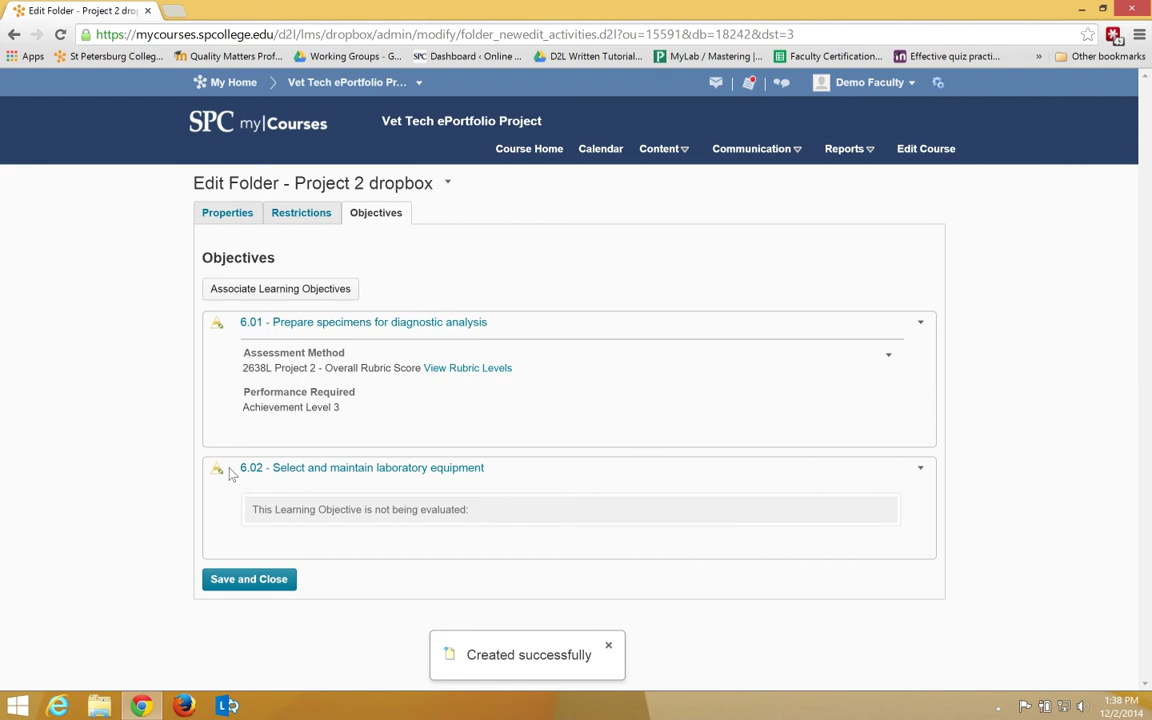 Edit Folder - Project 2 drop
https://mycourses.spcollege.edu/d2l/lms/dropbox/admin/modify/folder_newedit_activities.d2l?ou=15591&db=18242&dst=3
Apps
St Petersburg Colleg...
Quality Matters Prof...
Working Groups - G...
SPC Dashboard ‹ Online ...
D2L Written Tutorial...
P MyLab / Mastering |...
Faculty Certification...
in Effective quiz practi...
»
Other bookmarks
My Home
Vet Tech ePortfolio Pr...
Demo Faculty
SPC my|Courses
Vet Tech ePortfolio Project
Course Home
Calendar
Content
Communication
Reports
Edit Course
Edit Folder - Project 2 dropbox
Properties
Restrictions
Objectives
Objectives
Associate Learning Objectives
6.01 - Prepare specimens for diagnostic analysis
Assessment Method
2638L Project 2 - Overall Rubric Score View Rubric Levels
Performance Required
Achievement Level 3
6.02 - Select and maintain laboratory equipment
This Learning Objective is not being evaluated:
Save and Close
Created successfully
1:38 PM
12/2/2014